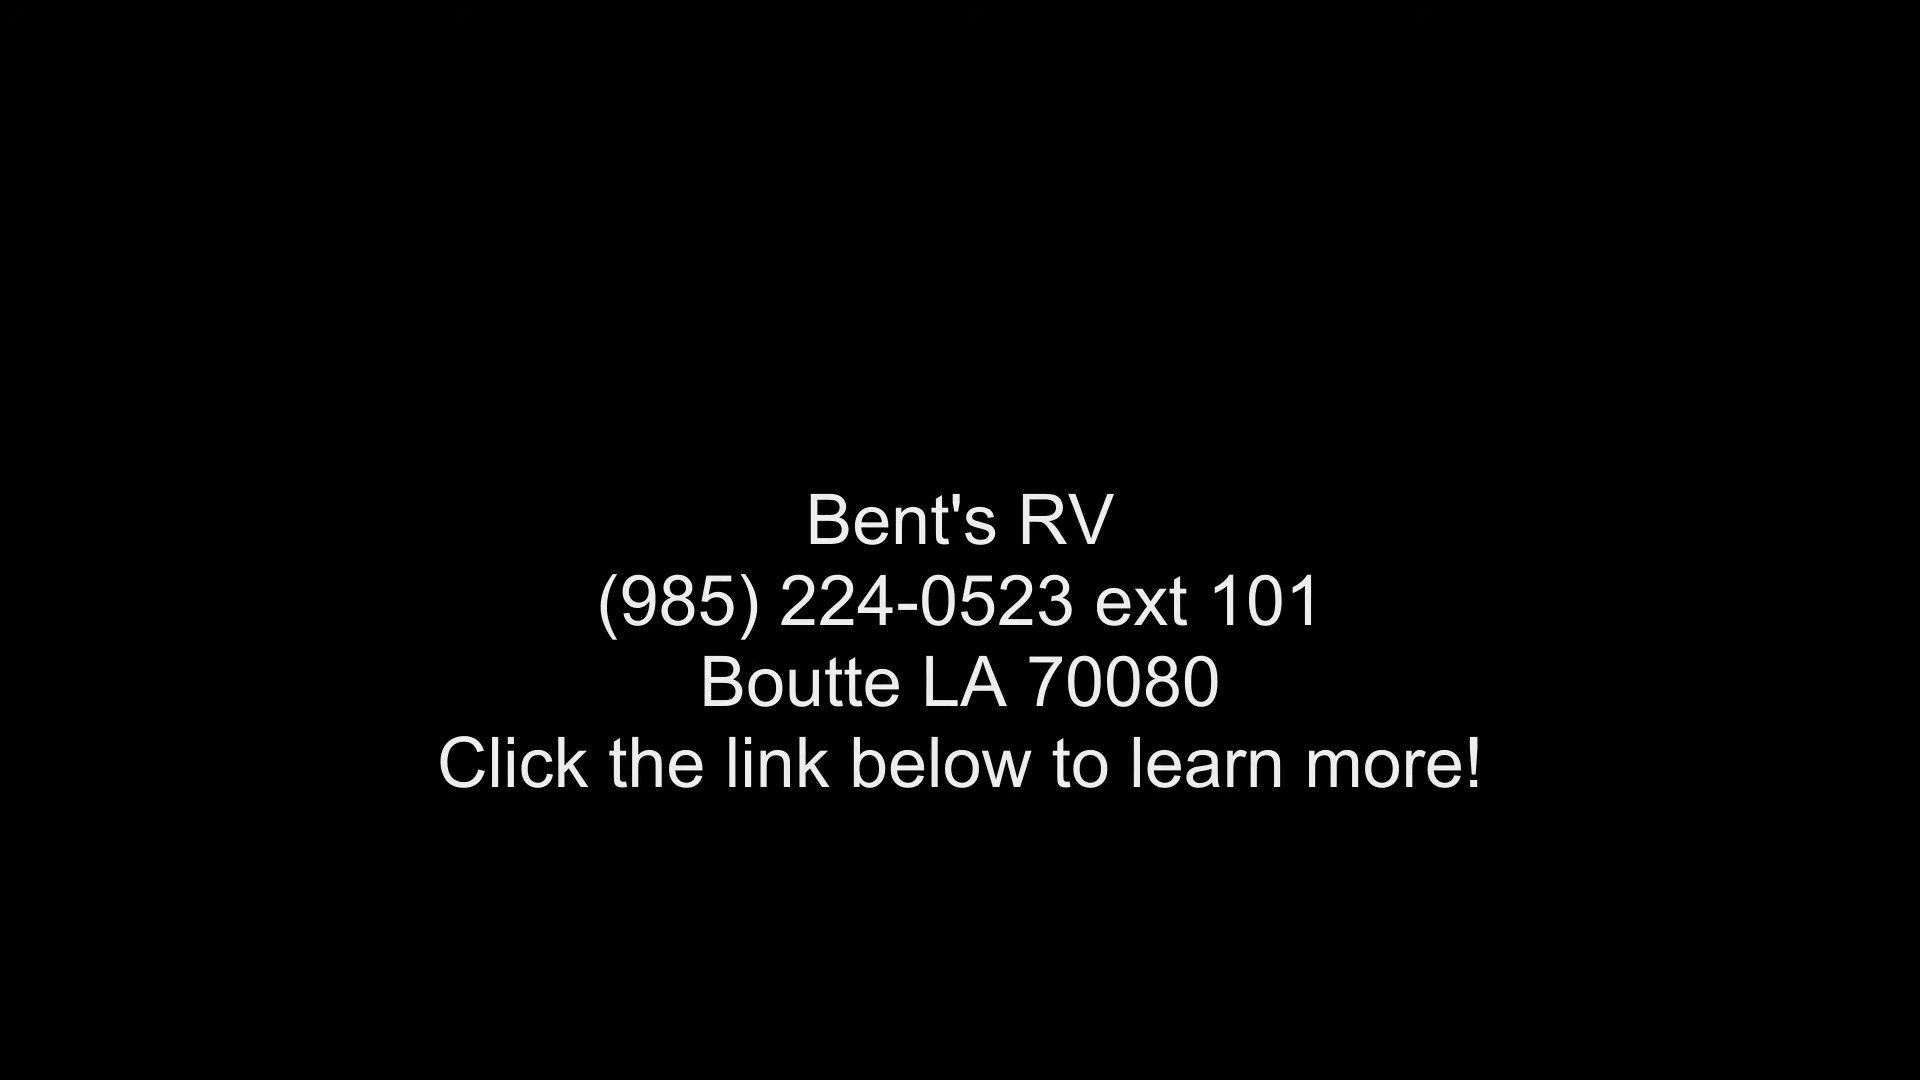 Bent's RV
(985) 224-0523 ext 101
Boutte LA 70080
Click the link below to learn more!